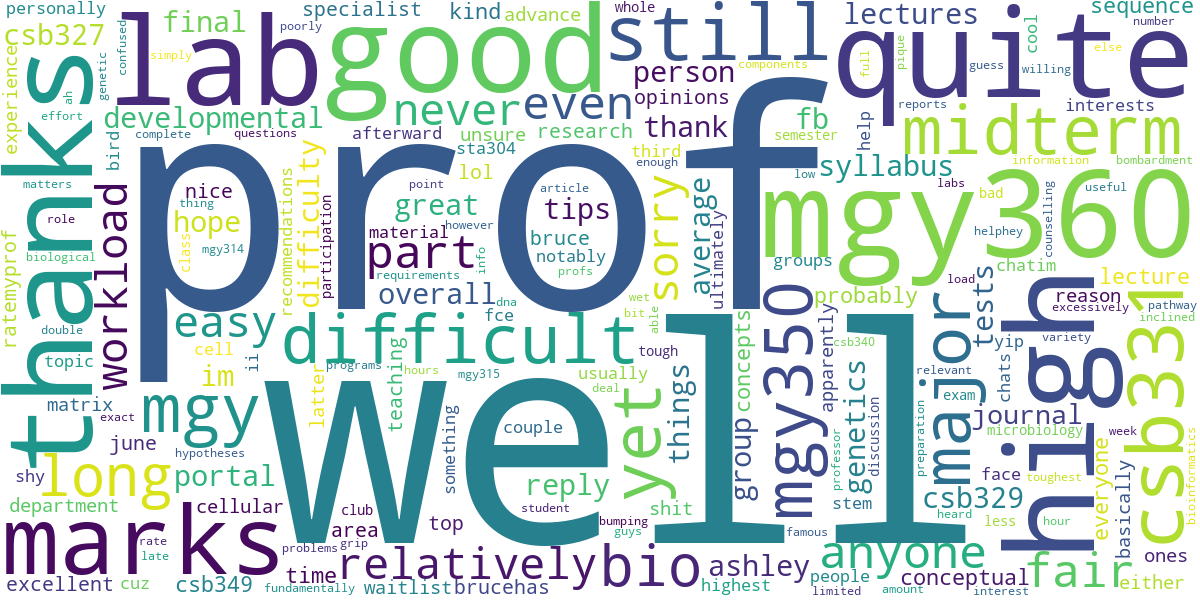 personally
csb327
final
specialist
kind
advance
whole
lectures
sequence
confused
simply
poorly
lab
good
still
quite
components
number
else
cool
guess
willing
full
pique
experience
thanks
ah
effort
genetic
developmental
never
even
person
opinions
fb
reports
interests
bird
complete
questions
afterward
unsure
research
thank
semester
help
midterm
matters
workload
nice
thing
mgy314
lol
sta304
third
enough
low
syllabus
information
bombardment
prof
hope
class
difficulty
recommendations
participation
point
article
great
tips
sorry
average
ultimately
mgy360
labs
bad
useful
counselling
role
biological
material
however
part
bruce
notably
profs
groups
helphey
ratemyprof
double
requirements
info
overall
dna
wet
bit
able
probably
chatim
load
tests
lecture
reason
excessively
pathway
inclined
easy
fce
difficult
tough
concepts
mgy350
apparently
csb340
major
yip
variety
high
csb331
topic
cell
ii
im
latter
programs
teaching
hours
mgy315
usually
deal
yet
things
group
genetics
discussion
relevant
exam
chats
matrix
exact
mgy
well
couple
something
stem
professor
preparation
journal
microbiology
week
june
hypotheses
long
portal
reply
shit
face
csb329
heard
less
toughest
everyone
basically
hour
bioinformatics
shy
department
cellular
club
area
student
bumping
guys
top
famous
marks
rate
late
problems
grip
time
relatively
bio
ashley
anyone
conceptual
interest
fair
ones
either
excellent
cuz
csb349
fundamentally
waitlist
brucehas
highest
people
limited
amount